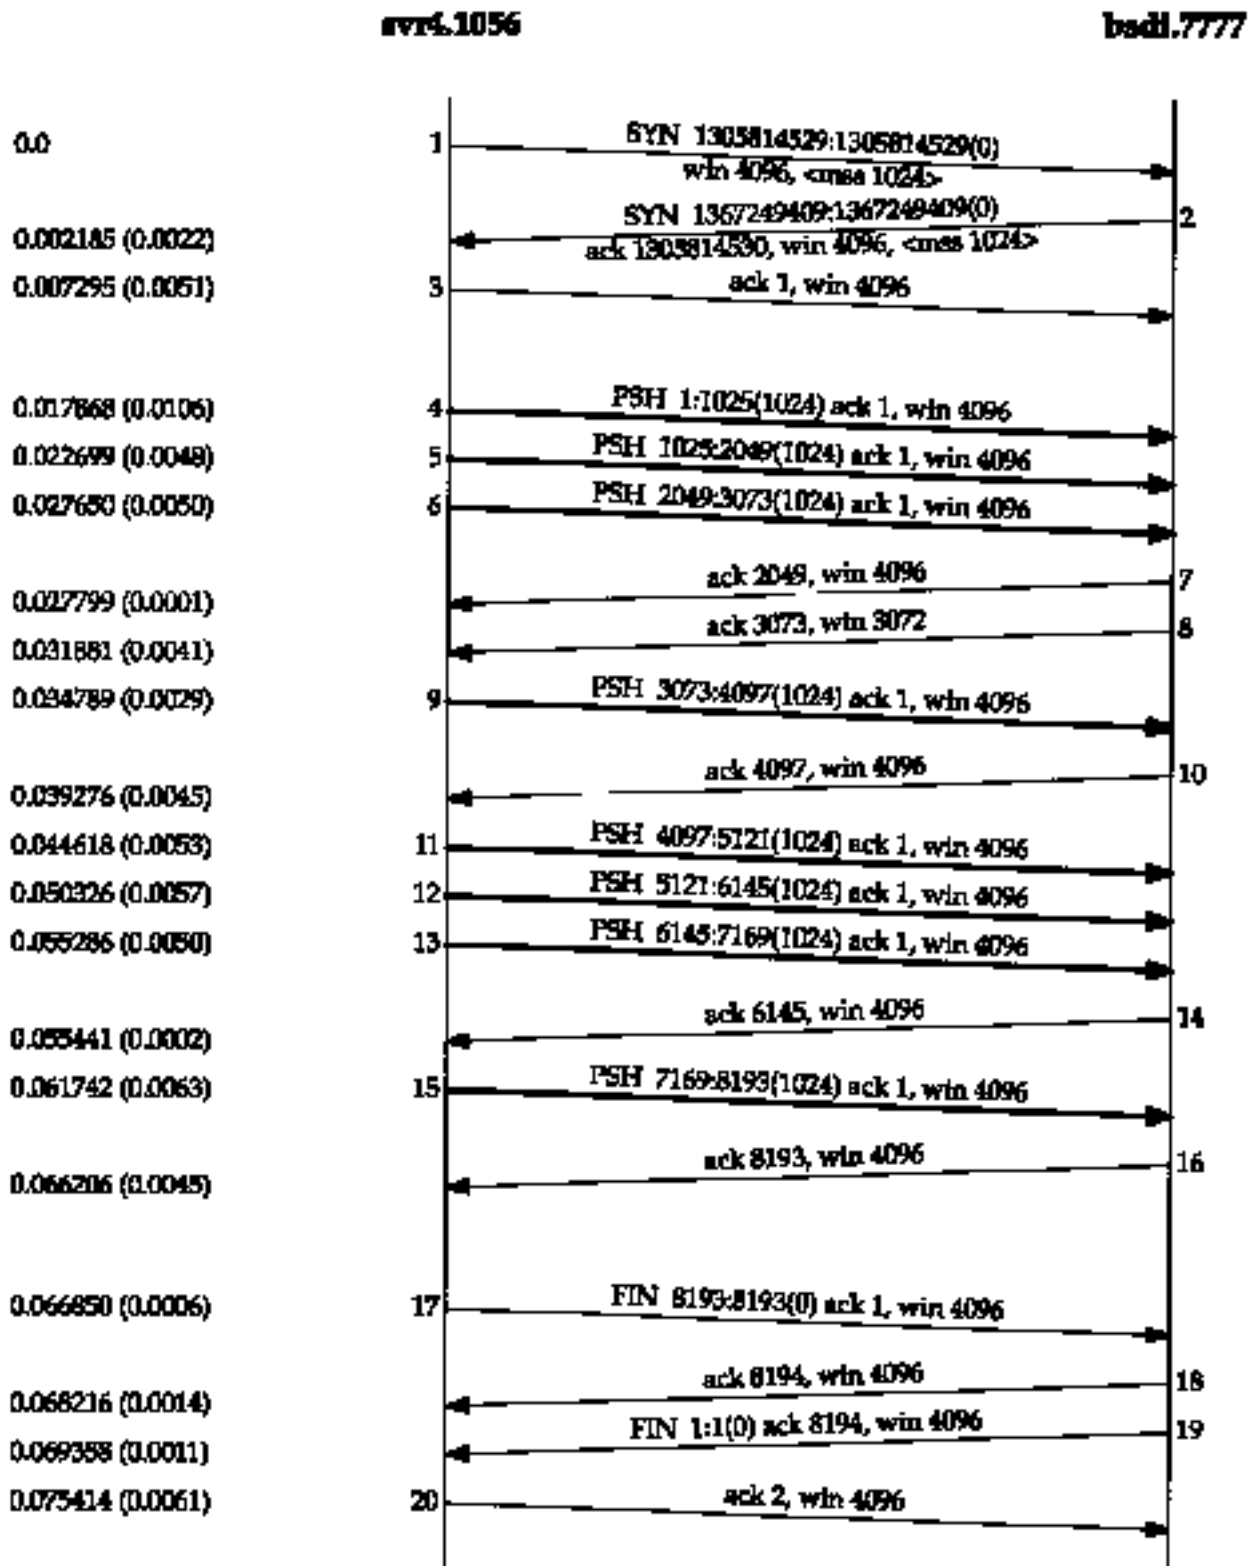 svr4.1056 bsdi.7777
0.0 1 SYN 1305814529:1305814529(0)
win 4096, <mss 1024>
SYN 1367249409:1367249409(0) 2
0.002185 (0.0022) ack 1305814530, win 4096, <mss 1024>
0.007295 (0.0051) 3 ack 1, win 4096
0.017868 (0.0106) 4 PSH 1:1025(1024) ack 1, win 4096
0.022699 (0.0048) 5 PSH 1025:2049(1024) ack 1, win 4096
0.027650 (0.0050) 6 PSH 2049:3073(1024) ack 1, win 4096
ack 2049, win 4096 7
0.027799 (0.0001)
ack 3073, win 3072 8
0.031881 (0.0041)
0.034789 (0.0029) 9 PSH 3073:4097(1024) ack 1, win 4096
ack 4097, win 4096 10
0.039276 (0.0045)
0.044618 (0.0053) 11 PSH 4097:5121(1024) ack 1, win 4096
0.050326 (0.0057) 12 PSH 5121:6145(1024) ack 1, win 4096
0.055286 (0.0050) 13 PSH 6145:7169(1024) ack 1, win 4096
ack 6145, win 4096 14
0.055441 (0.0002)
0.061742 (0.0063) 15 PSH 7169:8193(1024) ack 1, win 4096
ack 8193, win 4096 16
0.066206 (0.0045)
0.066850 (0.0006) 17 FIN 8193:8193(0) ack 1, win 4096
ack 8194, win 4096 18
0.068216 (0.0014)
FIN 1:1(0) ack 8194, win 4096 19
0.069358 (0.0011)
0.075414 (0.0061) 20 ack 2, win 4096